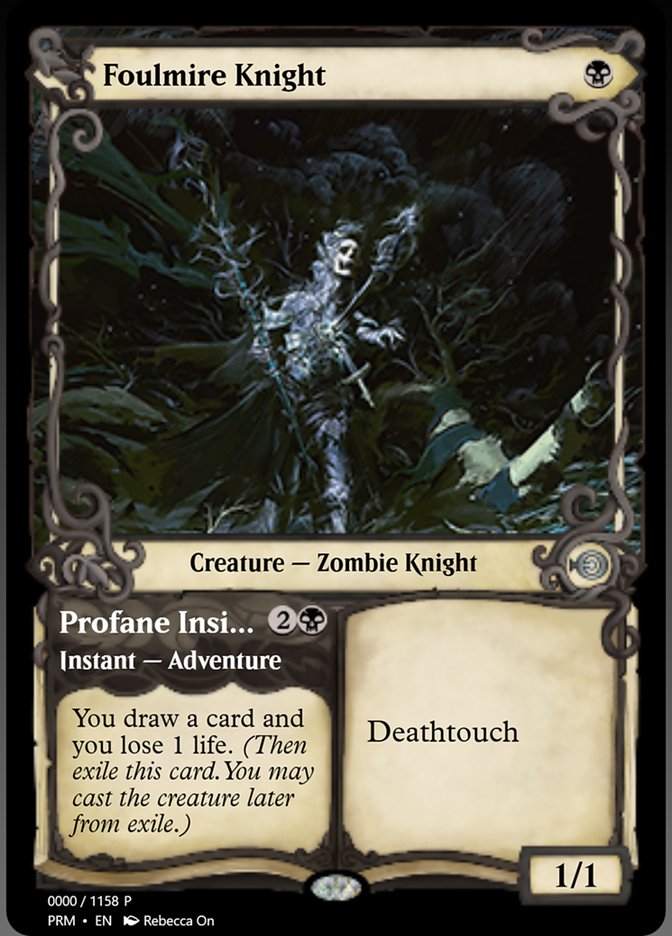 Foulmire Knight
Creature — Zombie Knight
Profane Insi... 2
Instant — Adventure
You draw a card and
you lose 1 life. (Then
exile this card.You may
cast the creature later
from exile.)
Deathtouch
1/1
0000 / 1158 P
PRM • EN Rebecca On